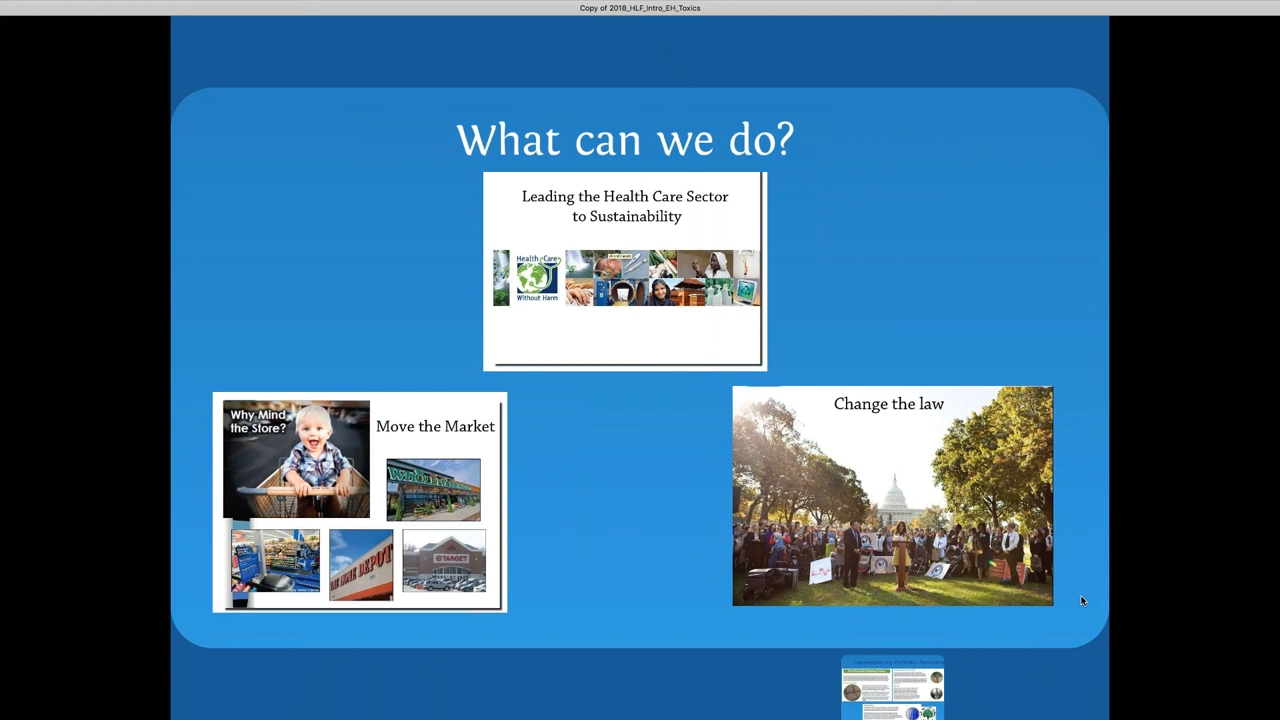 Copy of 2018_HLF_Intro_EH_Toxics
What can we do?
Leading the Health Care Sector
to Sustainability
Health Care
Without Harm
Why Mind
the Store?
Move the Market
WHOLE
THE HOME DEPOT
TARGET
Change the law